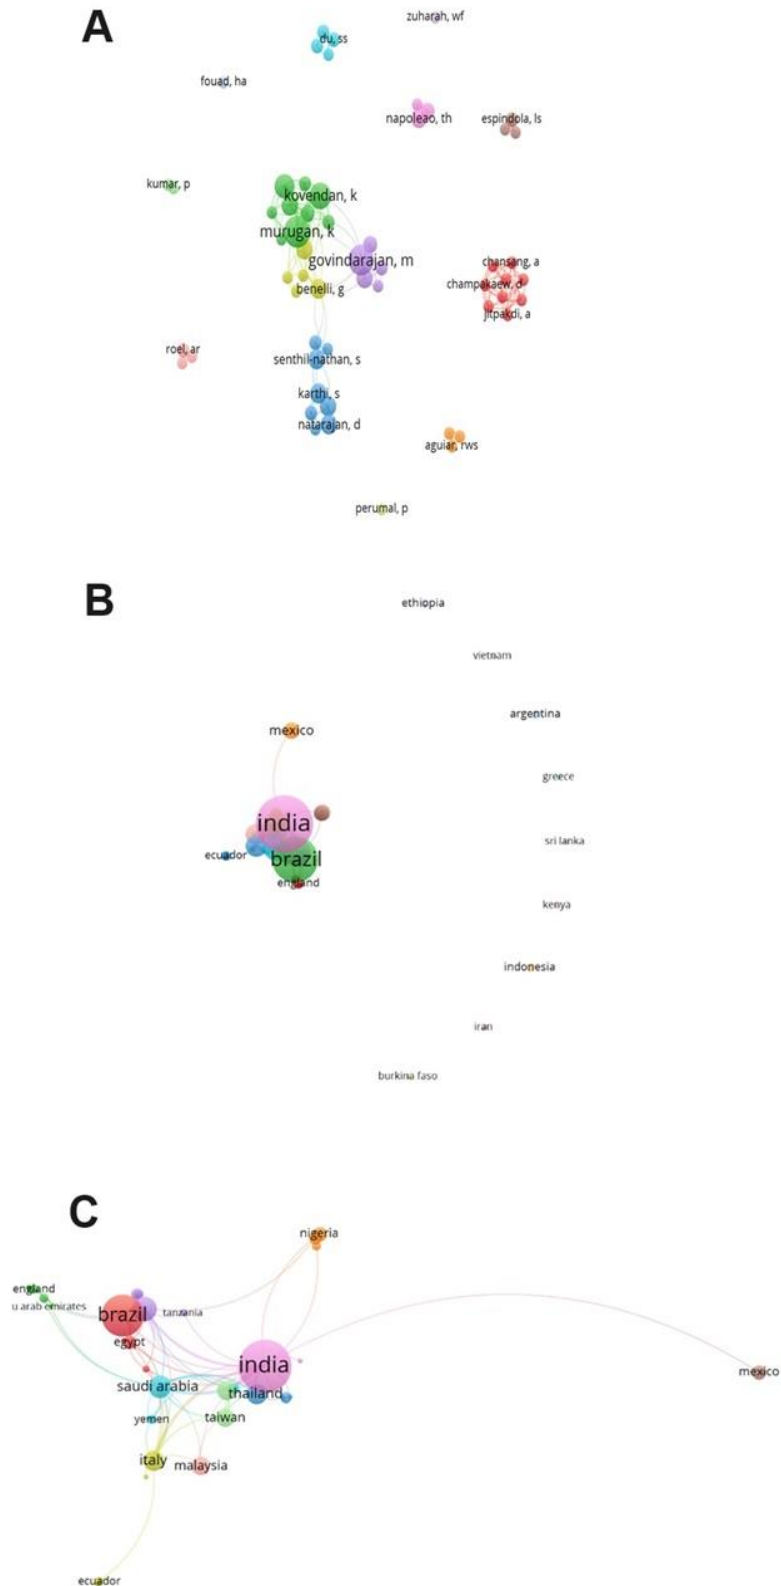 A
zuharah, wf
du, ss
fouad, ha
napoleao, th
espindola, ls
kumar, p
kovendan, k
murugan, k
govindarajan, m
benelli, g
chansang, a
champakaew, d
jitpakdi, a
roel, ar
senthil-nathan, s
karthi, s
natarajan, d
aguiar, rws
perumal, p
B
ethiopia
vietnam
argentina
mexico
greece
india
sri lanka
ecuador
brazil
england
kenya
indonesia
iran
burkina faso
C
nigeria
england
u arab emirates
brazil
tanzania
egypt
india
mexico
saudi arabia
thailand
yemen
taiwan
italy
malaysia
ecuador